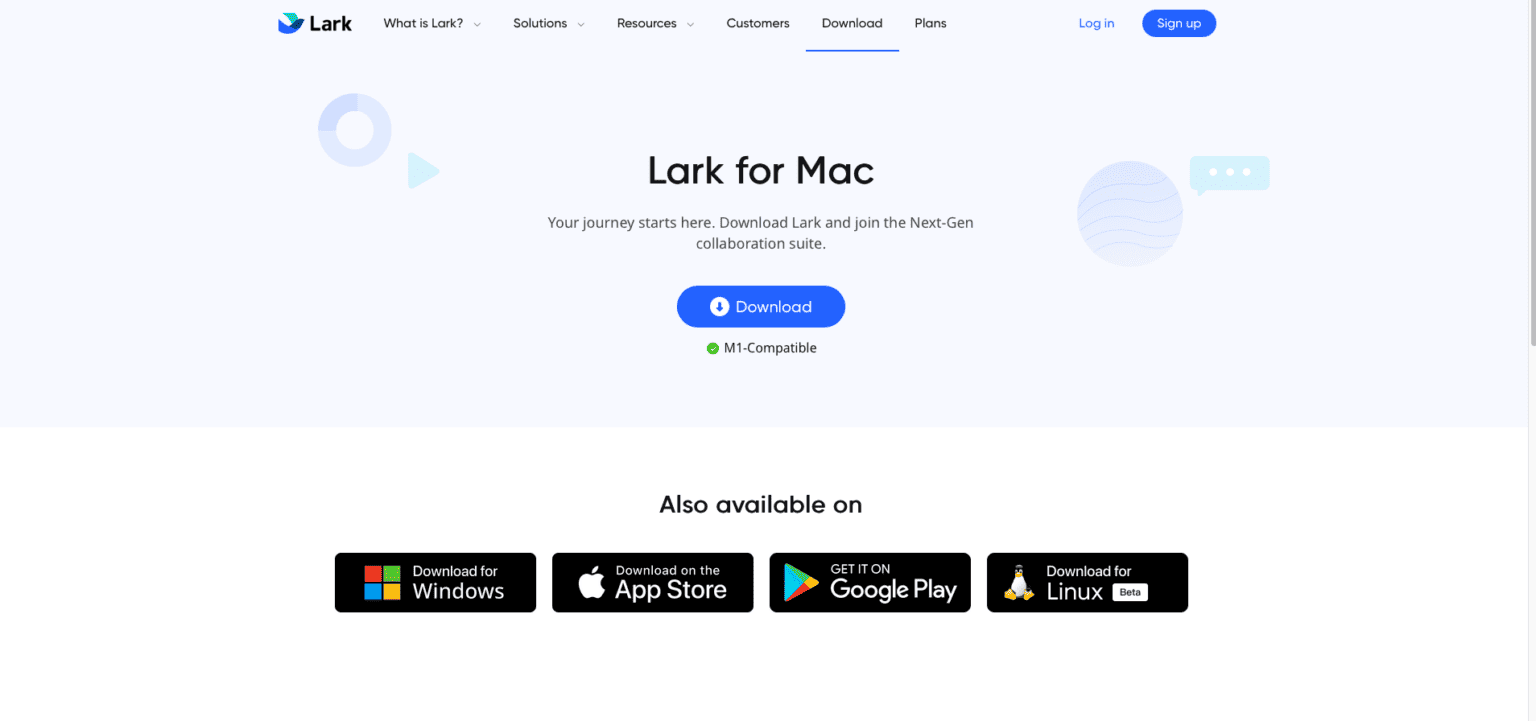 Lark What is Lark? Solutions Resources Customers Download Plans Log in Sign up
Lark for Mac
Your journey starts here. Download Lark and join the Next-Gen
collaboration suite.
Download
M1-Compatible
Also available on
Download for
Windows
Download on the
App Store
GET IT ON
Google Play
Download for
Linux Beta